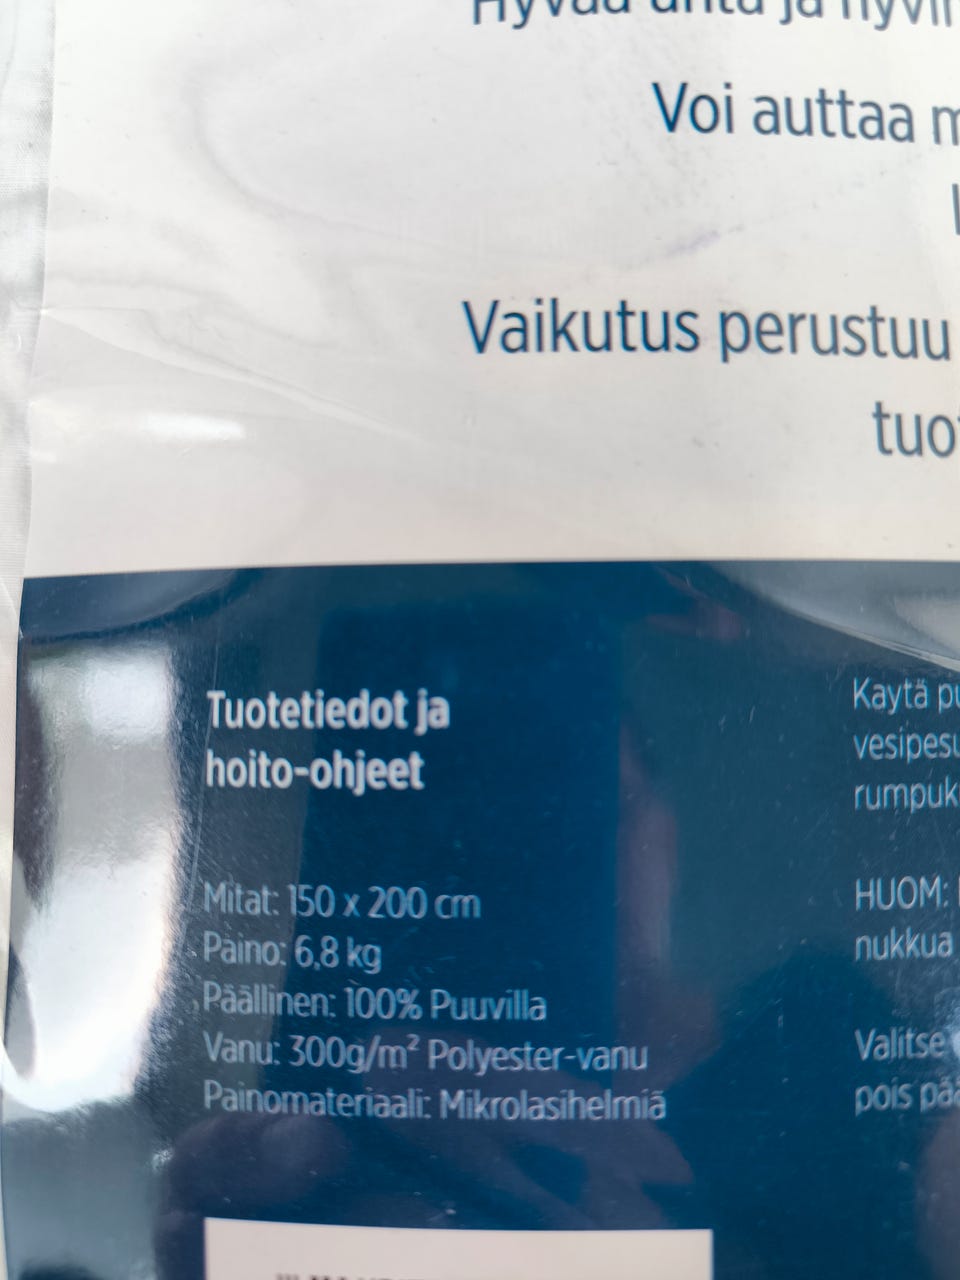 Voi auttaa
Vaikutus perustuu
Tuotetiedot ja
hoito-ohjeet
Mitat: 150 x 200 cm
Paino: 6,8 kg
Päällinen: 100% Puuvilla
Vanu: 300g/m² Polyester-vanu
Painomateriaali: Mikrolasihelmiä
Käytä
HUOM:
nukkua
Valitse
pois